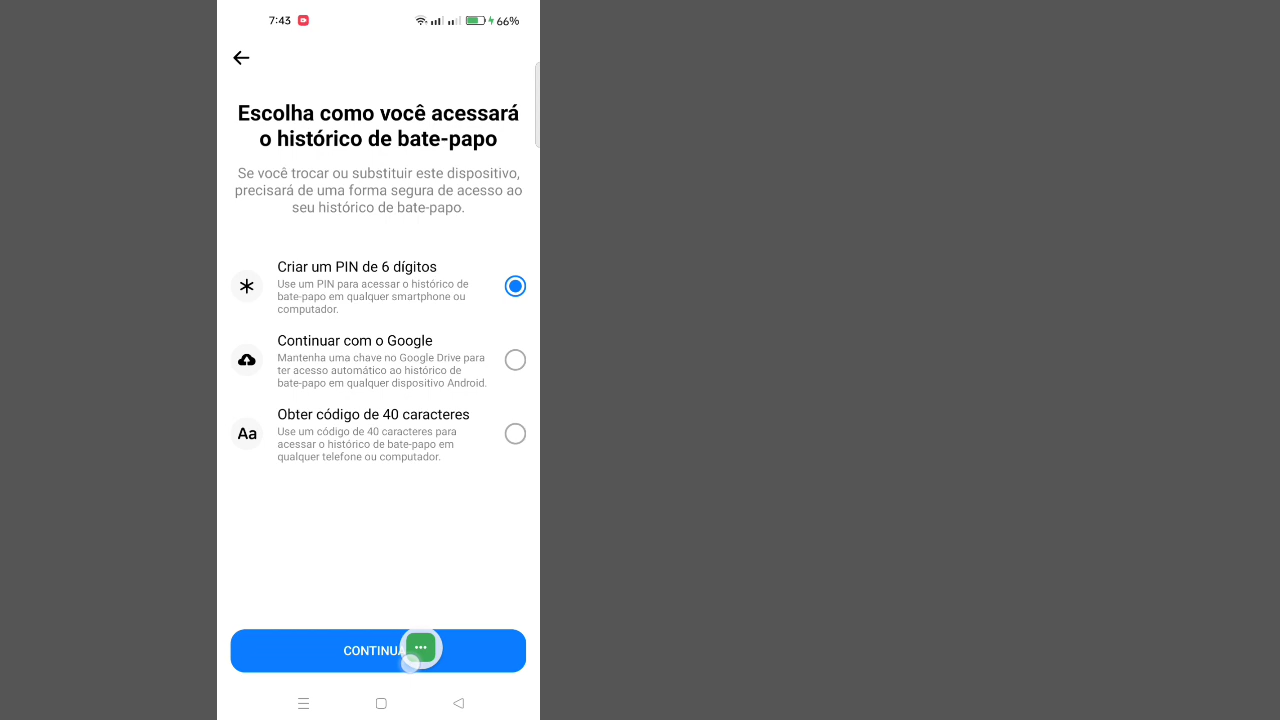 7:43
66%
Escolha como você acessará
o histórico de bate-papo
Se você trocar ou substituir este dispositivo,
precisará de uma forma segura de acesso ao
seu histórico de bate-papo.
Criar um PIN de 6 dígitos
Use um PIN para acessar o histórico de
bate-papo em qualquer smartphone ou
computador.
Continuar com o Google
Mantenha uma chave no Google Drive para
ter acesso automático ao histórico de
bate-papo em qualquer dispositivo Android.
Aa
Obter código de 40 caracteres
Use um código de 40 caracteres para
acessar o histórico de bate-papo em
qualquer telefone ou computador.